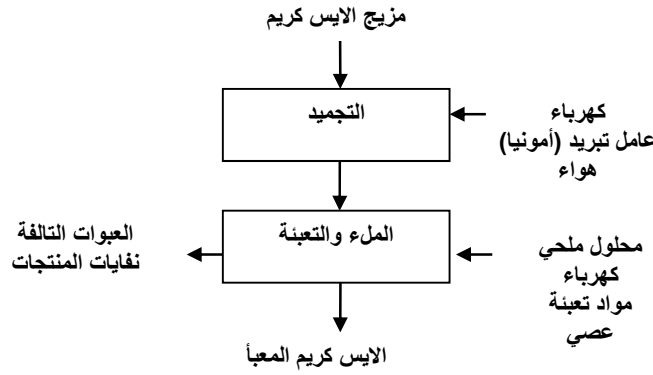 مزيج الايس كريم
التجميد
كهرباء
عامل تبريد (أمونيا)
هواء
الملء والتعبئة
العبوات التالفة
نفايات المنتجات
محلول ملحي
كهرباء
مواد تعبئة
عصي
الايس كريم المعبأ